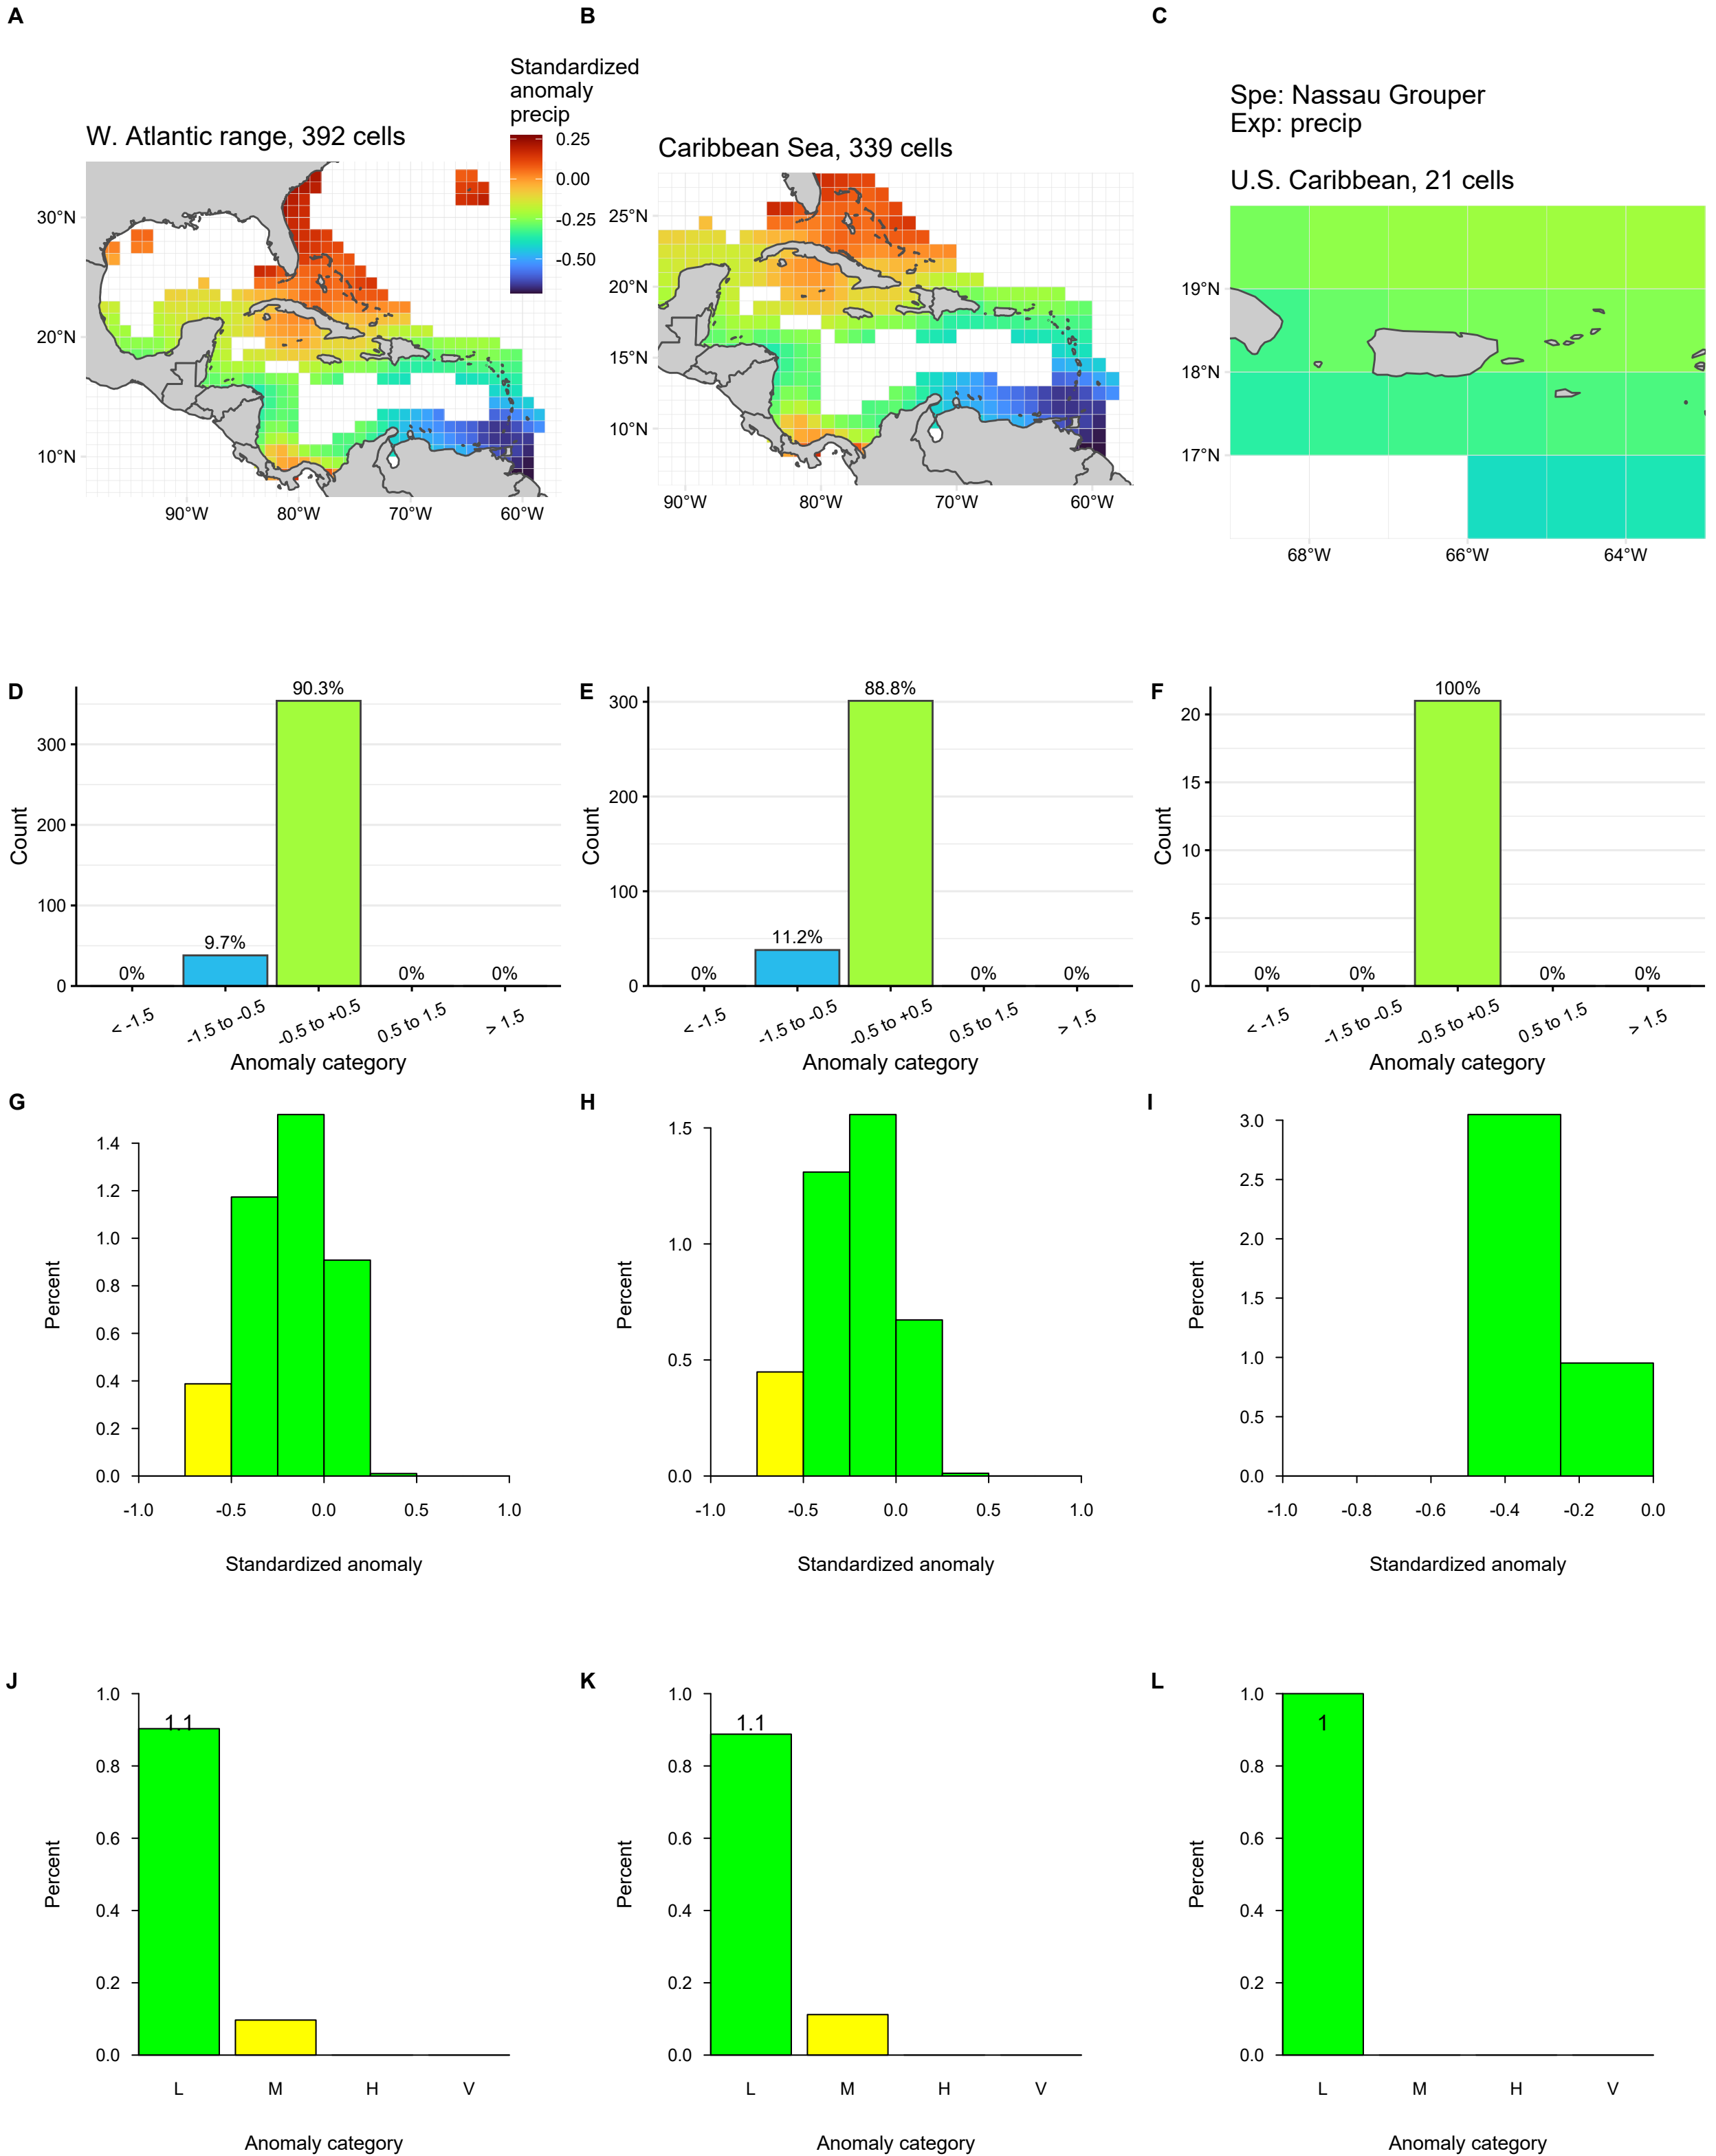 A
B
C
Standardized
anomaly
precip
0.25
0.00
-0.25
-0.50
W. Atlantic range, 392 cells
30°N
20°N
10°N
90°W
80°W
70°W
60°W
Caribbean Sea, 339 cells
25°N
20°N
15°N
10°N
90°W
80°W
70°W
60°W
Spe: Nassau Grouper
Exp: precip
U.S. Caribbean, 21 cells
19°N
18°N
17°N
68°W
66°W
64°W
D
90.3%
300
200
100
0
Count
0%
9.7%
0%
0%
< -1.5
-1.5 to -0.5
-0.5 to +0.5
0.5 to 1.5
> 1.5
Anomaly category
E
88.8%
300
200
100
0
Count
0%
11.2%
0%
0%
< -1.5
-1.5 to -0.5
-0.5 to +0.5
0.5 to 1.5
> 1.5
Anomaly category
F
100%
20
15
10
5
0
Count
0%
0%
0%
0%
< -1.5
-1.5 to -0.5
-0.5 to +0.5
0.5 to 1.5
> 1.5
Anomaly category
G
1.4
1.2
1.0
0.8
0.6
0.4
0.2
0.0
Percent
-1.0
-0.5
0.0
0.5
1.0
Standardized anomaly
H
1.5
1.0
0.5
0.0
Percent
-1.0
-0.5
0.0
0.5
1.0
Standardized anomaly
I
3.0
2.5
2.0
1.5
1.0
0.5
0.0
Percent
-1.0
-0.8
-0.6
-0.4
-0.2
0.0
Standardized anomaly
J
1.0
0.8
0.6
0.4
0.2
0.0
Percent
1.1
L
M
H
V
Anomaly category
K
1.0
0.8
0.6
0.4
0.2
0.0
Percent
1.1
L
M
H
V
Anomaly category
L
1.0
0.8
0.6
0.4
0.2
0.0
Percent
1
L
M
H
V
Anomaly category